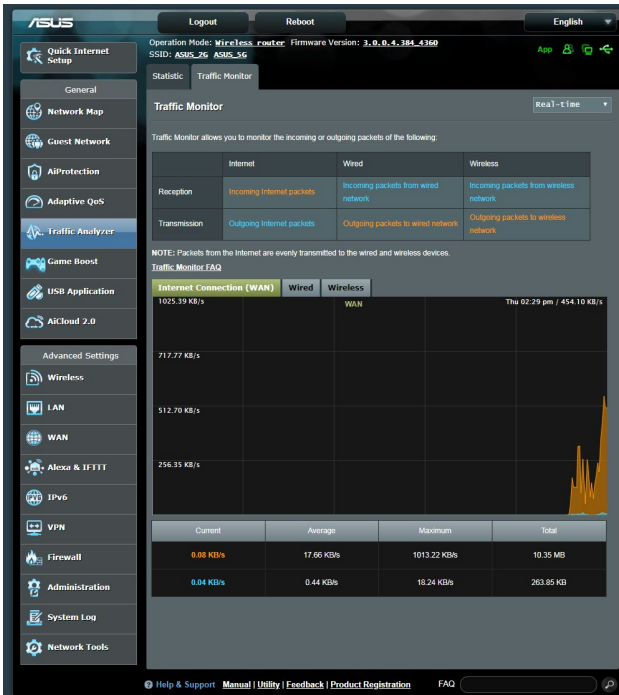 ASUS
Logout
Reboot
English
Quick Internet
Setup
Operation Mode: Wireless router Firmware Version: 3.0.0.4.384_4360
SSID: ASUS_2G ASUS_5G
App
General
Network Map
Guest Network
AiProtection
Adaptive QoS
Traffic Analyzer
Game Boost
USB Application
AiCloud 2.0
Advanced Settings
Wireless
LAN
WAN
Alexa & IFTTT
IPv6
VPN
Firewall
Administration
System Log
Network Tools
Statistic
Traffic Monitor
Traffic Monitor
Real-time
Traffic Monitor allows you to monitor the incoming or outgoing packets of the following:
Internet Wired Wireless
Reception
Incoming Internet packets
Incoming packets from wired
network
Incoming packets from wireless
network
Transmission
Outgoing Internet packets
Outgoing packets to wired network
Outgoing packets to wireless
network
NOTE: Packets from the Internet are evenly transmitted to the wired and wireless devices.
Traffic Monitor FAQ
Internet Connection (WAN) Wired Wireless
1025.39 KB/s
WAN
Thu 02:29 pm / 454.10 KB/s
717.77 KB/s
512.70 KB/s
256.35 KB/s
Current Average Maximum Total
0.08 KB/s 17.66 KB/s 1013.22 KB/s 10.35 MB
0.04 KB/s 0.44 KB/s 18.24 KB/s 263.85 KB
Help & Support Manual | Utility | Feedback | Product Registration FAQ